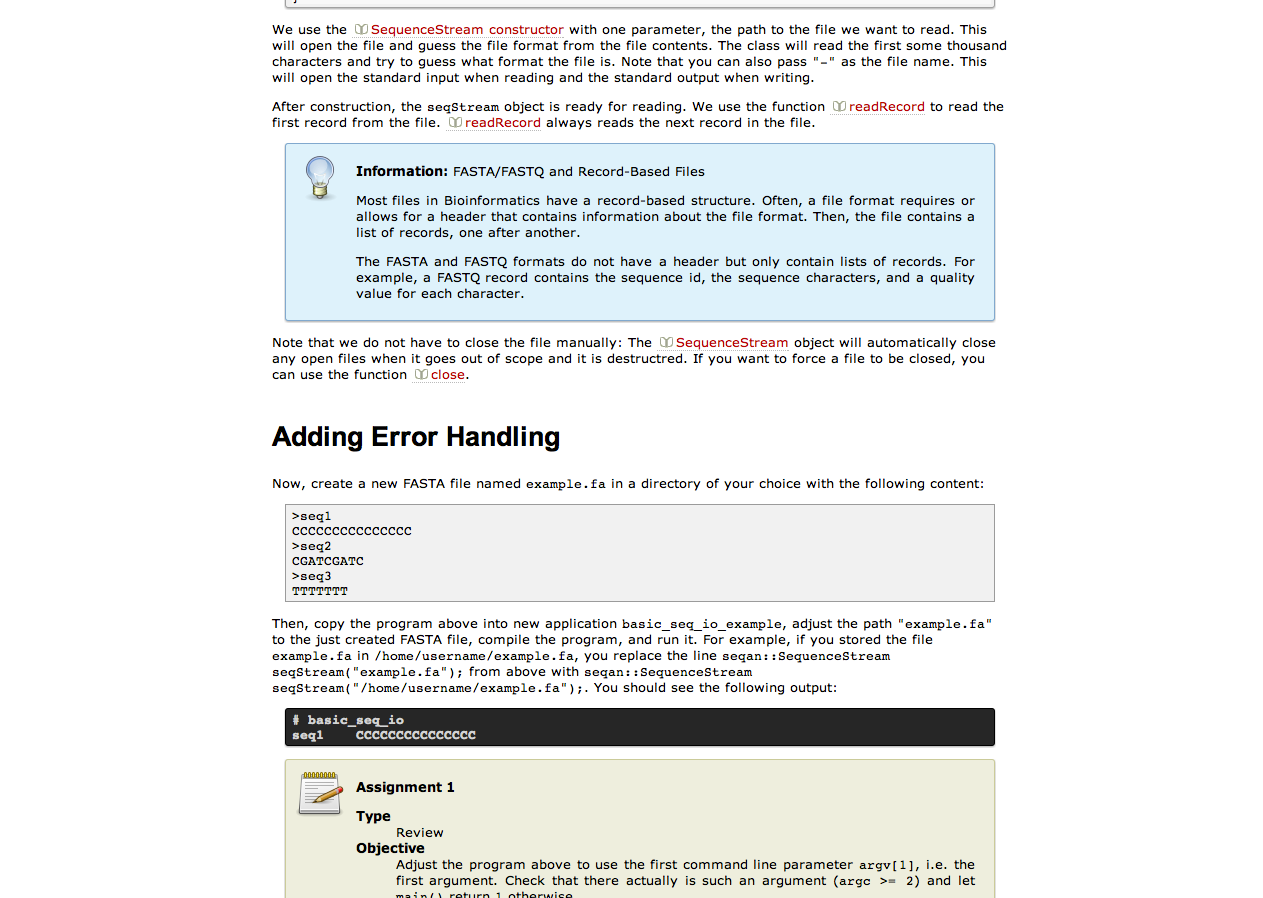 We use the SequenceStream constructor with one parameter, the path to the file we want to read. This
will open the file and guess the file format from the file contents. The class will read the first some thousand
characters and try to guess what format the file is. Note that you can also pass "-" as the file name. This
will open the standard input when reading and the standard output when writing.
After construction, the seqStream object is ready for reading. We use the function readRecord to read the
first record from the file. readRecord always reads the next record in the file.
Information: FASTA/FASTQ and Record-Based Files
Most files in Bioinformatics have a record-based structure. Often, a file format requires or
allows for a header that contains information about the file format. Then, the file contains a
list of records, one after another.
The FASTA and FASTQ formats do not have a header but only contain lists of records. For
example, a FASTQ record contains the sequence id, the sequence characters, and a quality
value for each character.
Note that we do not have to close the file manually: The SequenceStream object will automatically close
any open files when it goes out of scope and it is destructred. If you want to force a file to be closed, you
can use the function close.
Adding Error Handling
Now, create a new FASTA file named example.fa in a directory of your choice with the following content:
>seq1
CCCCCCCCCCCCCCC
>seq2
CGATCGATC
>seq3
TTTTTTT
Then, copy the program above into new application basic_seq_io_example, adjust the path "example.fa"
to the just created FASTA file, compile the program, and run it. For example, if you stored the file
example.fa in /home/username/example.fa, you replace the line seqan::SequenceStream
seqStream("example.fa"); from above with seqan::SequenceStream
seqStream("/home/username/example.fa");. You should see the following output:
# basic_seq_io
seq1    CCCCCCCCCCCCCCC
Assignment 1
Type
Review
Objective
Adjust the program above to use the first command line parameter argv[1], i.e. the
first argument. Check that there actually is such an argument (argc >= 2) and let
main() return 1 otherwise.